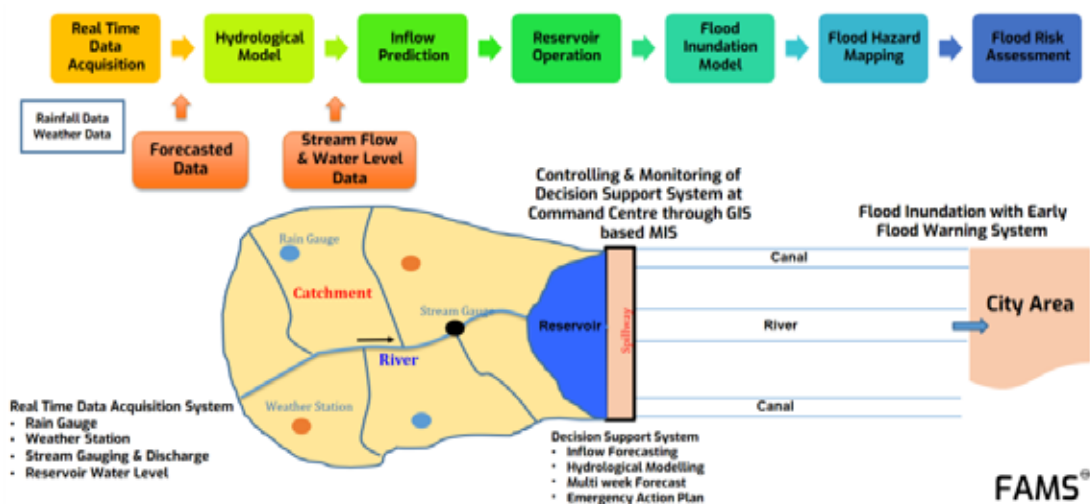 Real Time
Data
Acquisition
Hydrological
Model
Inflow
Prediction
Reservoir
Operation
Flood
Inundation
Model
Flood Hazard
Mapping
Flood Risk
Assessment
Rainfall Data
Weather Data
Forecasted
Data
Stream Flow
& Water Level
Data
Controlling & Monitoring of
Decision Support System at
Command Centre through GIS
based MIS
Flood Inundation with Early
Flood Warning System
Rain Gauge
Catchment
Stream Gauge
River
Weather Station
Reservoir
Spillway
Canal
River
Canal
City Area
Real Time Data Acquisition System
• Rain Gauge
• Weather Station
• Stream Gauging & Discharge
• Reservoir Water Level
Decision Support System
• Inflow Forecasting
• Hydrological Modelling
• Multi week Forecast
• Emergency Action Plan
FAMS